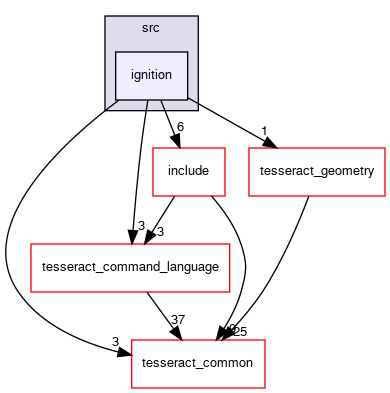 src
ignition
6
1
include
tesseract_geometry
3
3
tesseract_command_language
37
25
3
tesseract_common